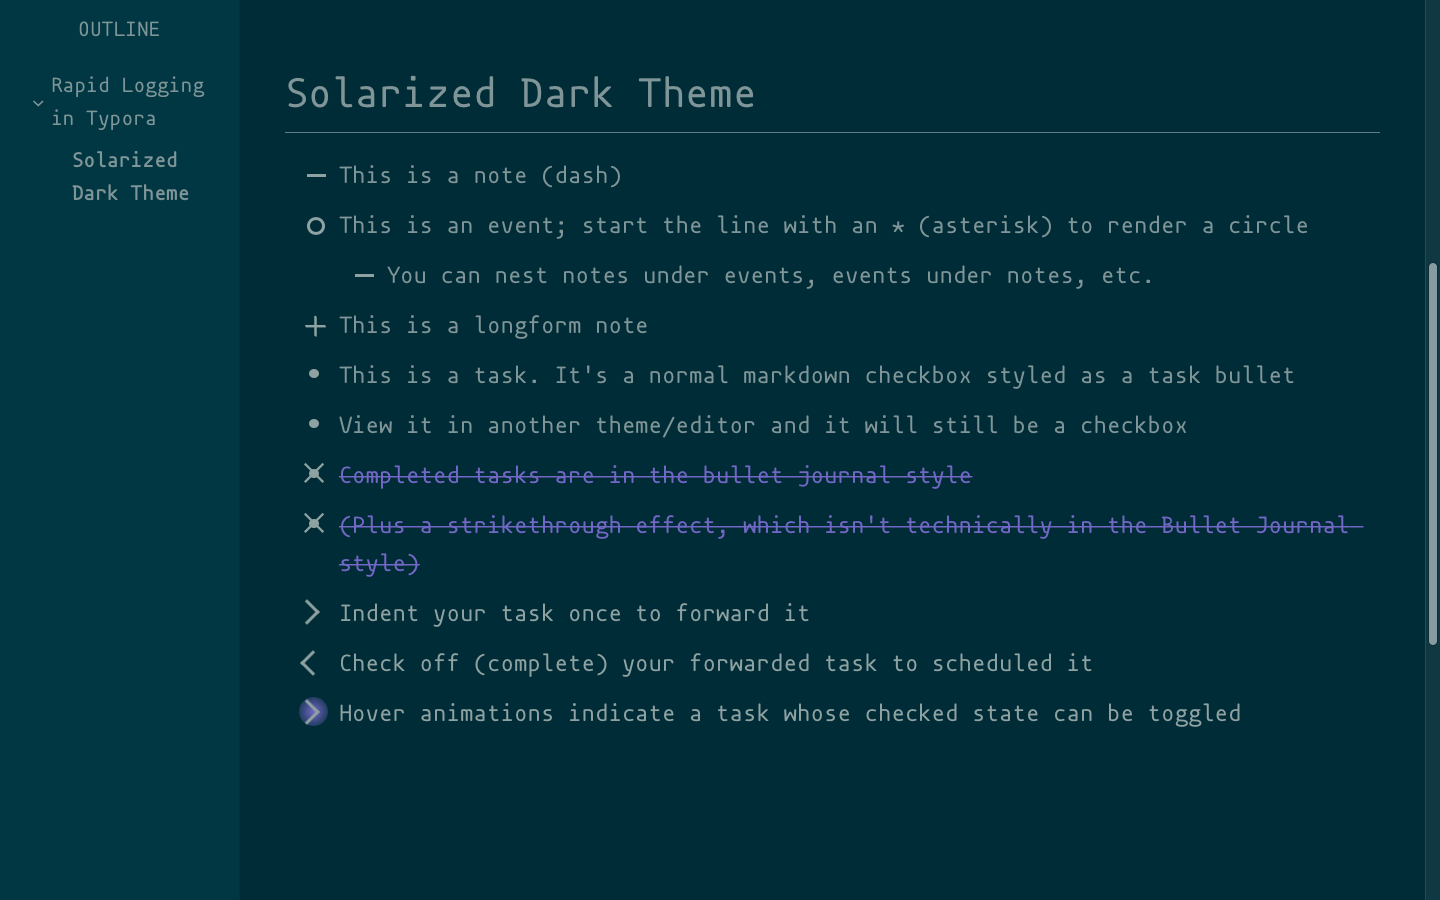 OUTLINE
Rapid Logging
in Typora
Solarized
Dark Theme
Solarized Dark Theme
This is a note (dash)
This is an event; start the line with an * (asterisk) to render a circle
You can nest notes under events, events under notes, etc.
This is a longform note
This is a task. It's a normal markdown checkbox styled as a task bullet
View it in another theme/editor and it will still be a checkbox
Completed tasks are in the bullet journal style
(Plus a strikethrough effect, which isn't technically in the Bullet Journal
style)
Indent your task once to forward it
Check off (complete) your forwarded task to scheduled it
Hover animations indicate a task whose checked state can be toggled